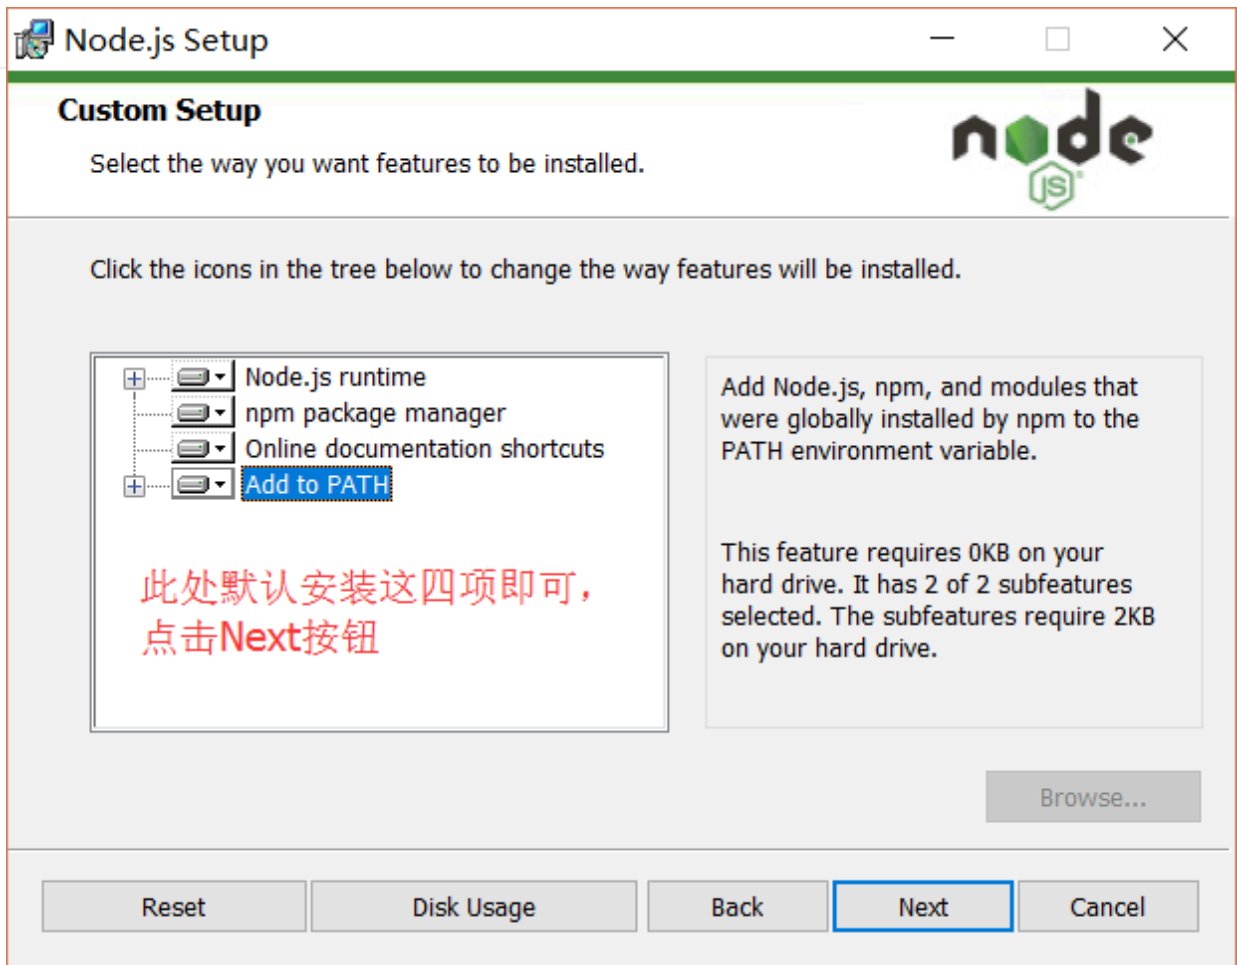 Node.js Setup
Custom Setup
Select the way you want features to be installed.
node
JS
Click the icons in the tree below to change the way features will be installed.
Node.js runtime
npm package manager
Online documentation shortcuts
Add to PATH
此处默认安装这四项即可，
点击Next按钮
Add Node.js, npm, and modules that
were globally installed by npm to the
PATH environment variable.
This feature requires 0KB on your
hard drive. It has 2 of 2 subfeatures
selected. The subfeatures require 2KB
on your hard drive.
Browse...
Reset
Disk Usage
Back
Next
Cancel